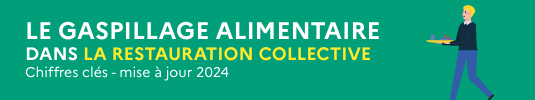 LE GASPILLAGE ALIMENTAIRE
DANS LA RESTAURATION COLLECTIVE
Chiffres clés - mise à jour 2024